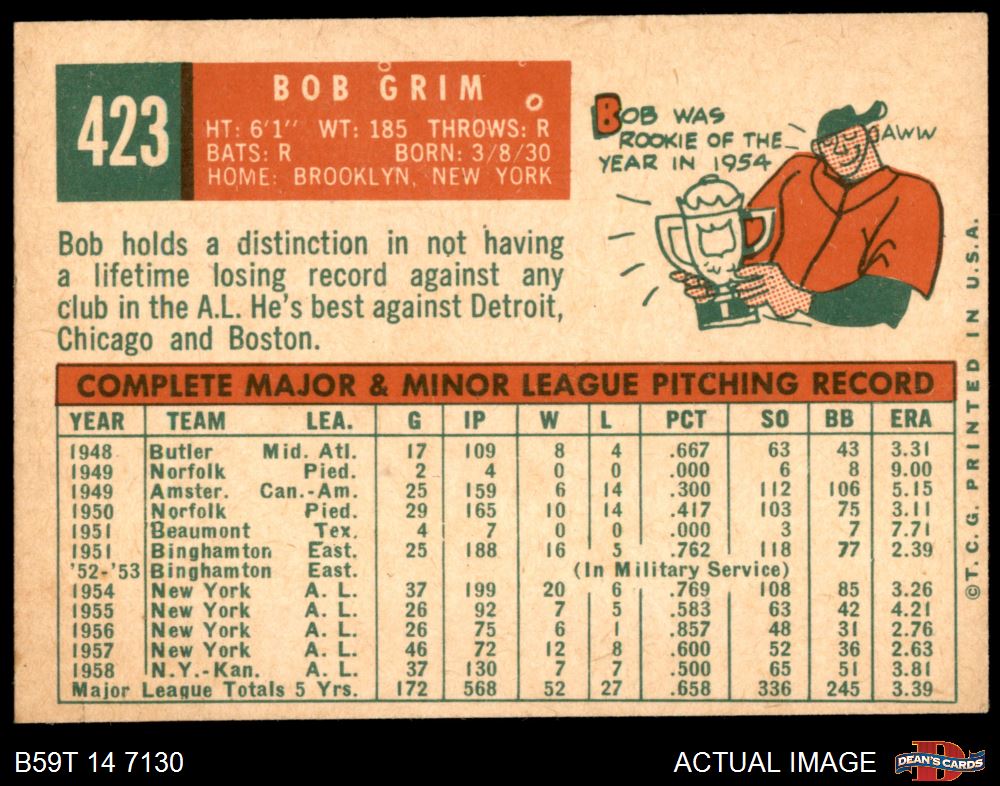 423
BOB GRIM
HT: 6'1" WT: 185 THROWS: R
BATS: R BORN: 3/8/30
HOME: BROOKLYN, NEW YORK
BOB WAS
ROOKIE OF THE
YEAR IN 1954
AWW
Bob holds a distinction in not having
a lifetime losing record against any
club in the A.L. He's best against Detroit,
Chicago and Boston.
COMPLETE MAJOR & MINOR LEAGUE PITCHING RECORD
YEAR TEAM LEA. G IP W L PCT SO BB ERA
1948 Butler Mid. Atl. 17 109 8 4 .667 63 43 3.31
1949 Norfolk Pied. 2 4 0 0 .000 6 8 9.00
1949 Amster. Can.-Am. 25 159 6 14 .300 112 106 5.15
1950 Norfolk Pied. 29 165 10 14 .417 103 75 3.11
1951 Beaumont Tex. 4 7 0 0 .000 3 7 7.71
1951 Binghamton East. 25 188 16 5 .762 118 77 2.39
'52-'53 Binghamton East. (In Military Service)
1954 New York A. L. 37 199 20 6 .769 108 85 3.26
1955 New York A. L. 26 92 7 5 .583 63 42 4.21
1956 New York A. L. 26 75 6 1 .857 48 31 2.76
1957 New York A. L. 46 72 12 8 .600 52 36 2.63
1958 N.Y.-Kan. A. L. 37 130 7 7 .500 65 51 3.81
Major League Totals 5 Yrs. 172 568 52 27 .658 336 245 3.39
©T. C. G. PRINTED IN U. S. A.
B59T 14 7130
ACTUAL IMAGE
DEAN'S CARDS